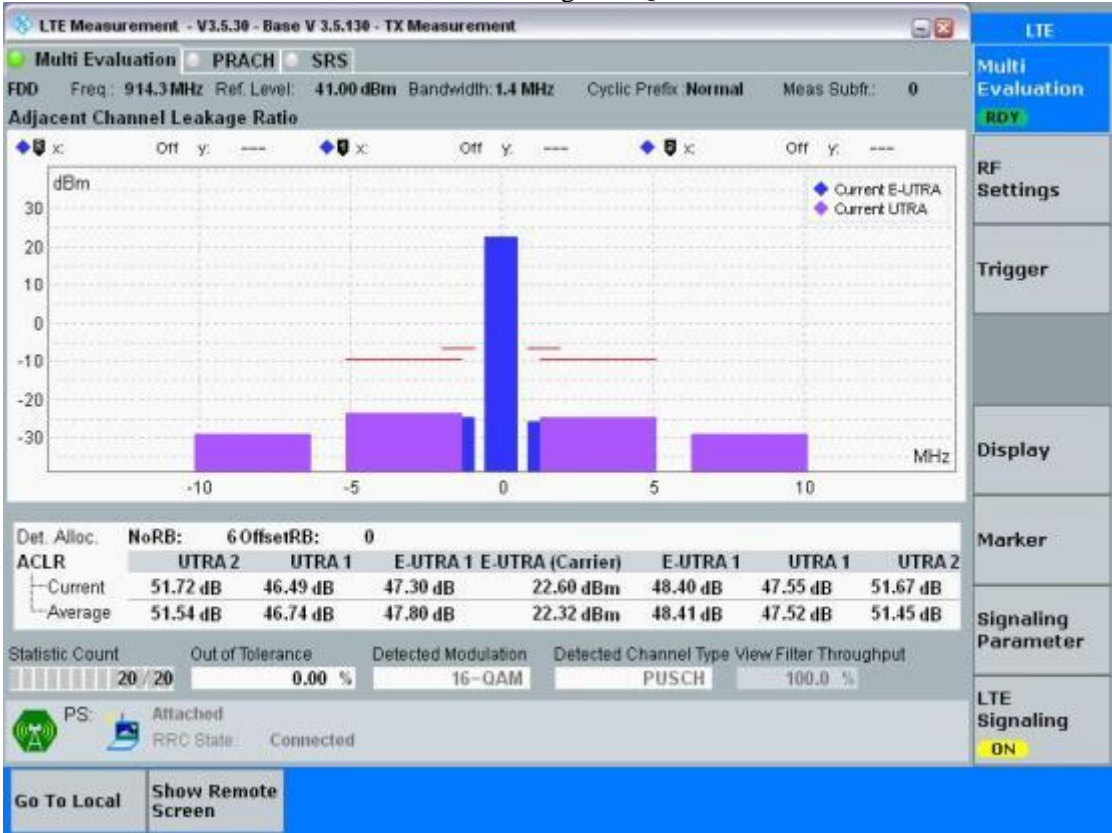 LTE Measurement - V3.5.30 - Base V 3.5.130 - TX Measurement
LTE
Multi Evaluation PRACH SRS
Multi Evaluation
RDY
FDD Freq.: 914.3 MHz Ref. Level: 41.00 dBm Bandwidth: 1.4 MHz Cyclic Prefix: Normal Meas Subfr.: 0
Adjacent Channel Leakage Ratio
x: Off y: --- x: Off y: --- x: Off y: ---
dBm
Current E-UTRA
Current UTRA
30
20
10
0
-10
-20
-30
MHz
-10 -5 0 5 10
RF Settings
Trigger
Display
Marker
Signaling Parameter
LTE Signaling
ON
Det. Alloc. NoRB: 6 OffsetRB: 0
ACLR UTRA 2 UTRA 1 E-UTRA 1 E-UTRA (Carrier) E-UTRA 1 UTRA 1 UTRA 2
Current 51.72 dB 46.49 dB 47.30 dB 22.60 dBm 48.40 dB 47.55 dB 51.67 dB
Average 51.54 dB 46.74 dB 47.80 dB 22.32 dBm 48.41 dB 47.52 dB 51.45 dB
Statistic Count Out of Tolerance Detected Modulation Detected Channel Type View Filter Throughput
20 / 20 0.00 % 16-QAM PUSCH 100.0 %
PS: Attached
RRC State: Connected
Go To Local Show Remote Screen